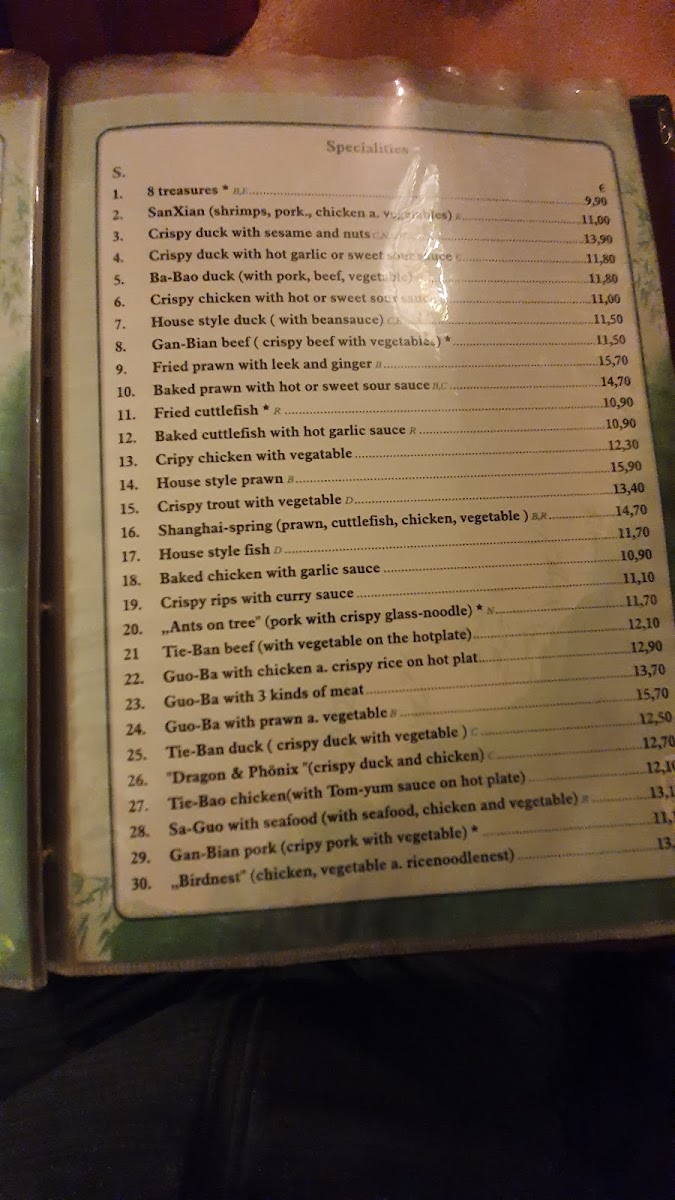 Specialities
S.
€
1. 8 treasures * B,R 9,90
2. SanXian (shrimps, pork., chicken a. vegetables) 11,00
3. Crispy duck with sesame and nuts 13,90
4. Crispy duck with hot garlic or sweet sour sauce C 11,80
5. Ba-Bao duck (with pork, beef, vegetable) 11,80
6. Crispy chicken with hot or sweet sour sauce 11,00
7. House style duck ( with beansauce) 11,50
8. Gan-Bian beef ( crispy beef with vegetables ) * 11,50
9. Fried prawn with leek and ginger B 15,70
10. Baked prawn with hot or sweet sour sauce B,C 14,70
11. Fried cuttlefish * R 10,90
12. Baked cuttlefish with hot garlic sauce R 10,90
13. Cripy chicken with vegatable 12,30
14. House style prawn B 15,90
15. Crispy trout with vegetable D 13,40
16. Shanghai-spring (prawn, cuttlefish, chicken, vegetable ) B,R 14,70
17. House style fish D 11,70
18. Baked chicken with garlic sauce 10,90
19. Crispy rips with curry sauce 11,10
20. „Ants on tree" (pork with crispy glass-noodle) * N 11,70
21 Tie-Ban beef (with vegetable on the hotplate) 12,10
22. Guo-Ba with chicken a. crispy rice on hot plat 12,90
23. Guo-Ba with 3 kinds of meat 13,70
24. Guo-Ba with prawn a. vegetable B 15,70
25. Tie-Ban duck ( crispy duck with vegetable ) C 12,50
26. "Dragon & Phönix "(crispy duck and chicken) C 12,70
27. Tie-Bao chicken(with Tom-yum sauce on hot plate) 12,10
28. Sa-Guo with seafood (with seafood, chicken and vegetable) R 13,1
29. Gan-Bian pork (cripy pork with vegetable) * 11,
30. „Birdnest" (chicken, vegetable a. ricenoodlenest) 13,